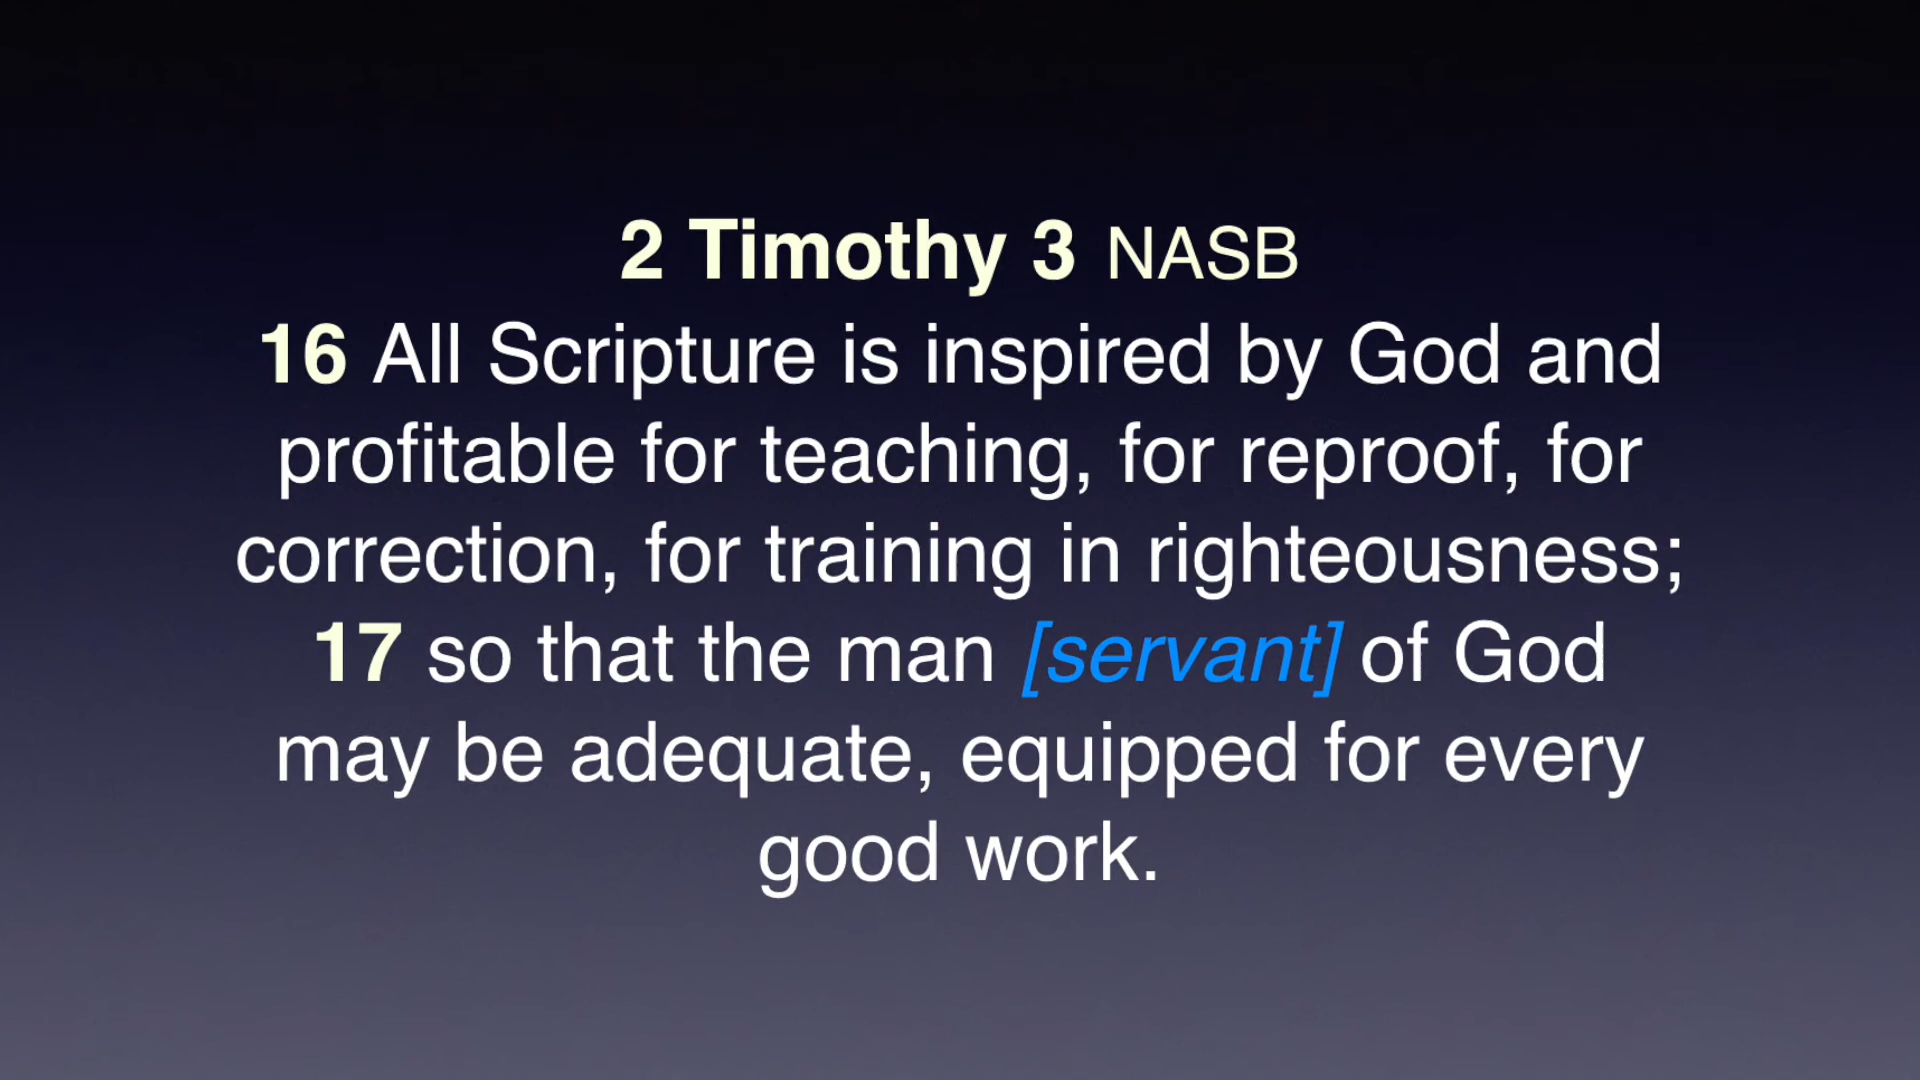 2 Timothy 3 NASB
16 All Scripture is inspired by God and
profitable for teaching, for reproof, for
correction, for training in righteousness;
17 so that the man [servant] of God
may be adequate, equipped for every
good work.